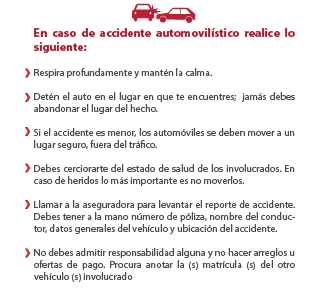 En caso de accidente automovilístico realice lo
siguiente:
Respira profundamente y mantén la calma.
Detén el auto en el lugar en que te encuentres; jamás debes
abandonar el lugar del hecho.
Si el accidente es menor, los automóviles se deben mover a un
lugar seguro, fuera del tráfico.
Debes cerciorarte del estado de salud de los involucrados. En
caso de heridos lo más importante es no moverlos.
Llamar a la aseguradora para levantar el reporte de accidente.
Debes tener a la mano número de póliza, nombre del conduc-
tor, datos generales del vehículo y ubicación del accidente.
No debes admitir responsabilidad alguna y no hacer arreglos u
ofertas de pago. Procura anotar la (s) matrícula (s) del otro
vehículo (s) involucrado